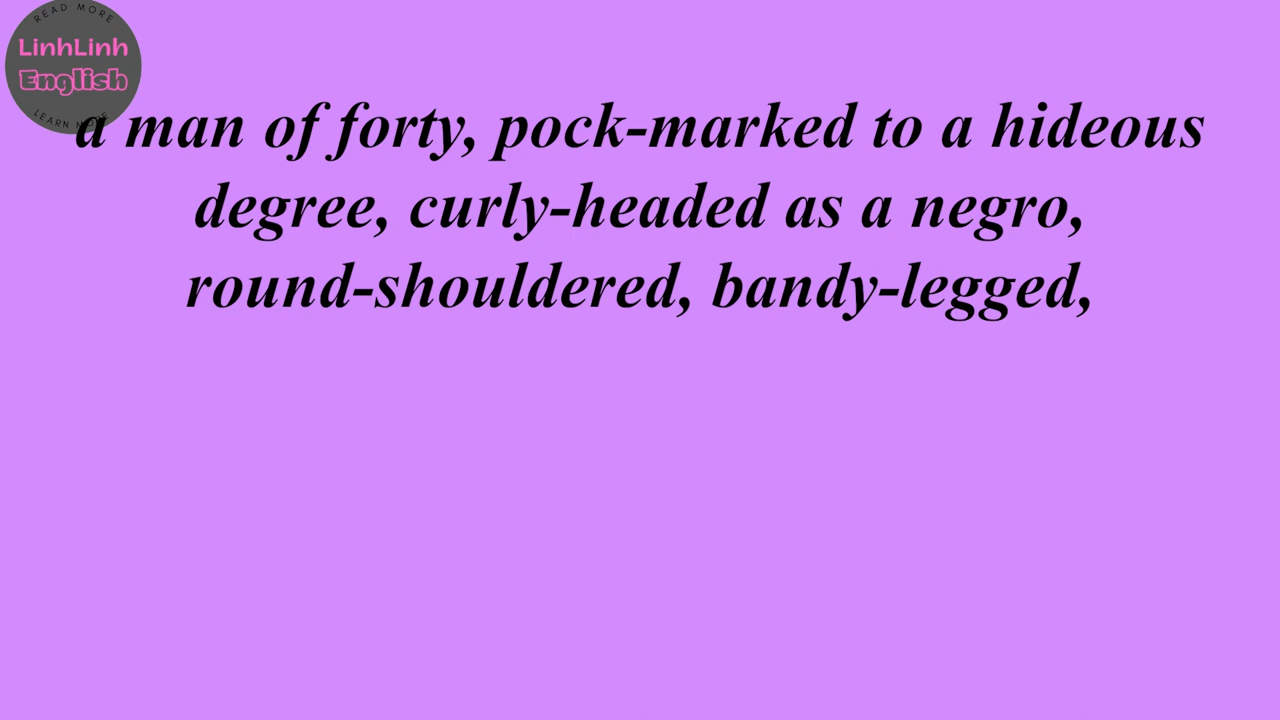 READ MORE
LinhLinh
English
LEARN MORE
a man of forty, pock-marked to a hideous
degree, curly-headed as a negro,
round-shouldered, bandy-legged,